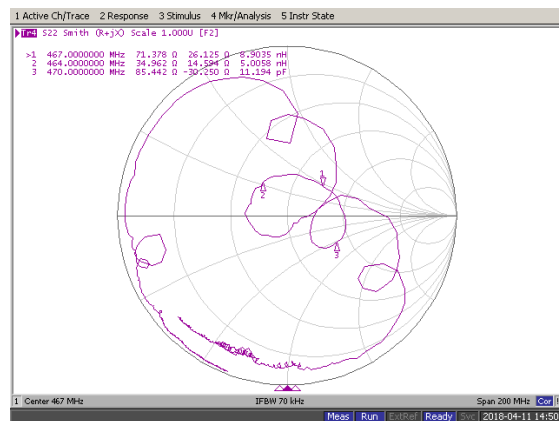 1 Active Ch/Trace 2 Response 3 Stimulus 4 Mkr/Analysis 5 Instr State
Tr4 S22 Smith (R+jX) Scale 1.000U [F2]
>1 467.0000000 MHz 71.378 Ω 26.125 Ω 8.9035 nH
2 464.0000000 MHz 34.962 Ω 14.594 Ω 5.0058 nH
3 470.0000000 MHz 85.442 Ω -30.250 Ω 11.194 pF
1
2
3
1 Center 467 MHz IFBW 70 kHz Span 200 MHz Cor
Meas Run ExtRef Ready Svc 2018-04-11 14:50